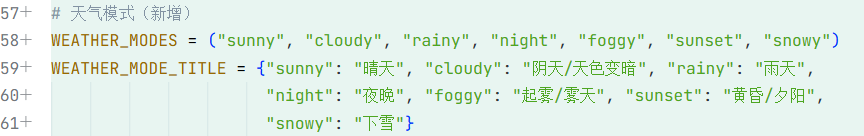 57+ # 天气模式（新增）
58+ WEATHER_MODES = ("sunny", "cloudy", "rainy", "night", "foggy", "sunset", "snowy")
59+ WEATHER_MODE_TITLE = {"sunny": "晴天", "cloudy": "阴天/天色变暗", "rainy": "雨天",
60+ "night": "夜晚", "foggy": "起雾/雾天", "sunset": "黄昏/夕阳",
61+ "snowy": "下雪"}